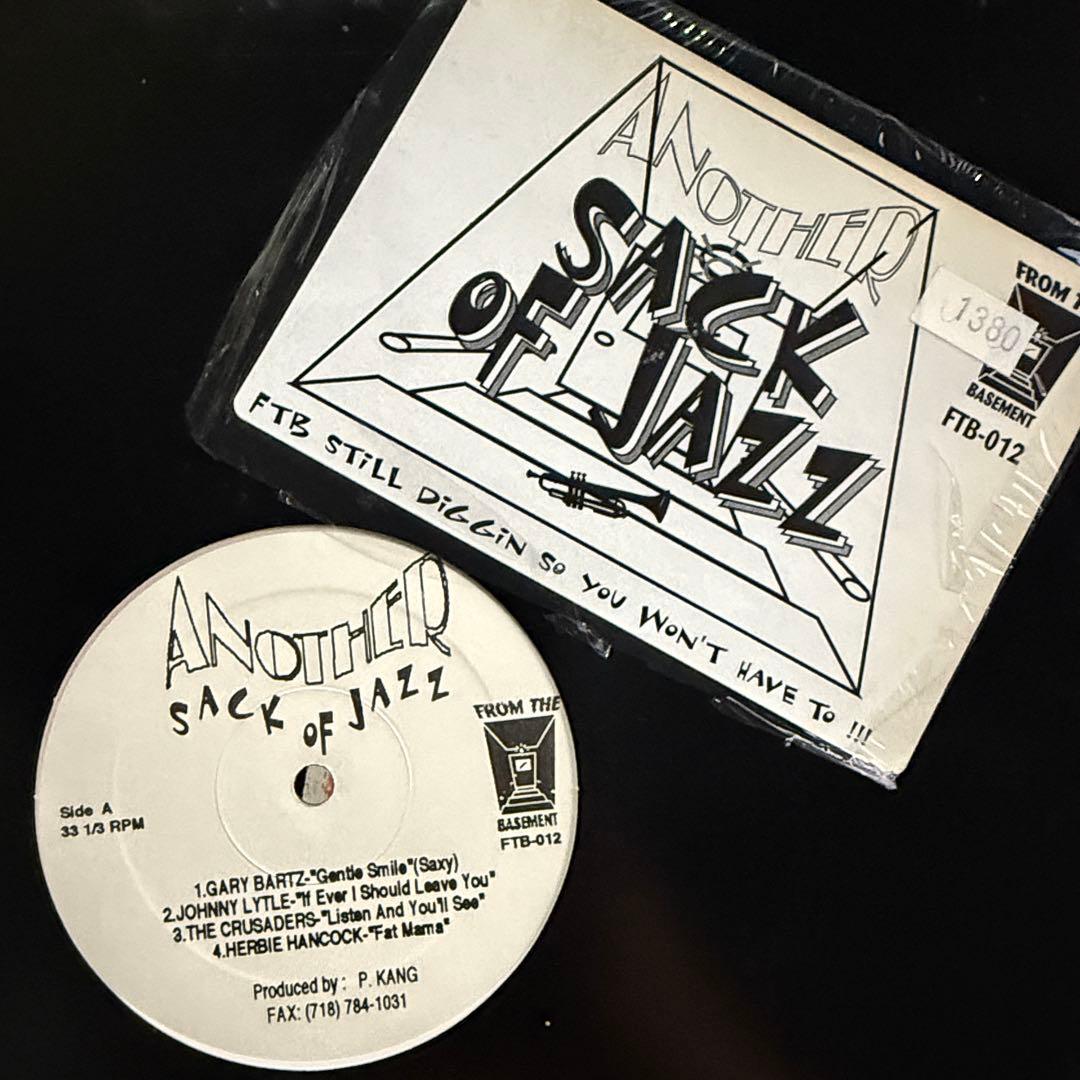 ANOTHER
SACK
OF JAZZ
1380
FROM T
BASEMENT
FTB-012
FTB STiLL DiGGiN SO YOU WON'T HAVE TO !!!
ANOTHER
SACK OF JAZZ
FROM THE
BASEMENT
FTB-012
Side A
33 1/3 RPM
1.GARY BARTZ-"Gentle Smile"(Saxy)
2.JOHNNY LYTLE-"If Ever I Should Leave You"
3.THE CRUSADERS-"Listen And You'll See"
4.HERBIE HANCOCK-"Fat Mama"
Produced by : P. KANG
FAX: (718) 784-1031